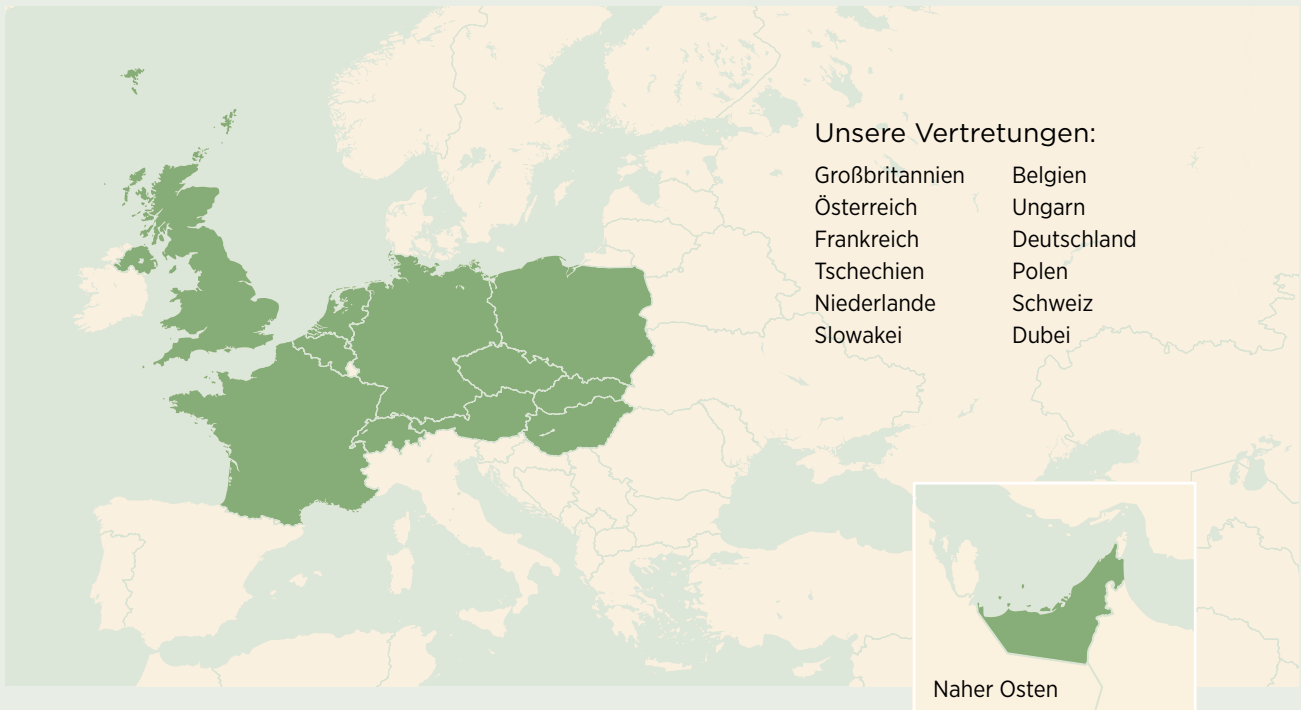 Unsere Vertretungen:
Großbritannien
Österreich
Frankreich
Tschechien
Niederlande
Slowakei
Belgien
Ungarn
Deutschland
Polen
Schweiz
Dubei
Naher Osten